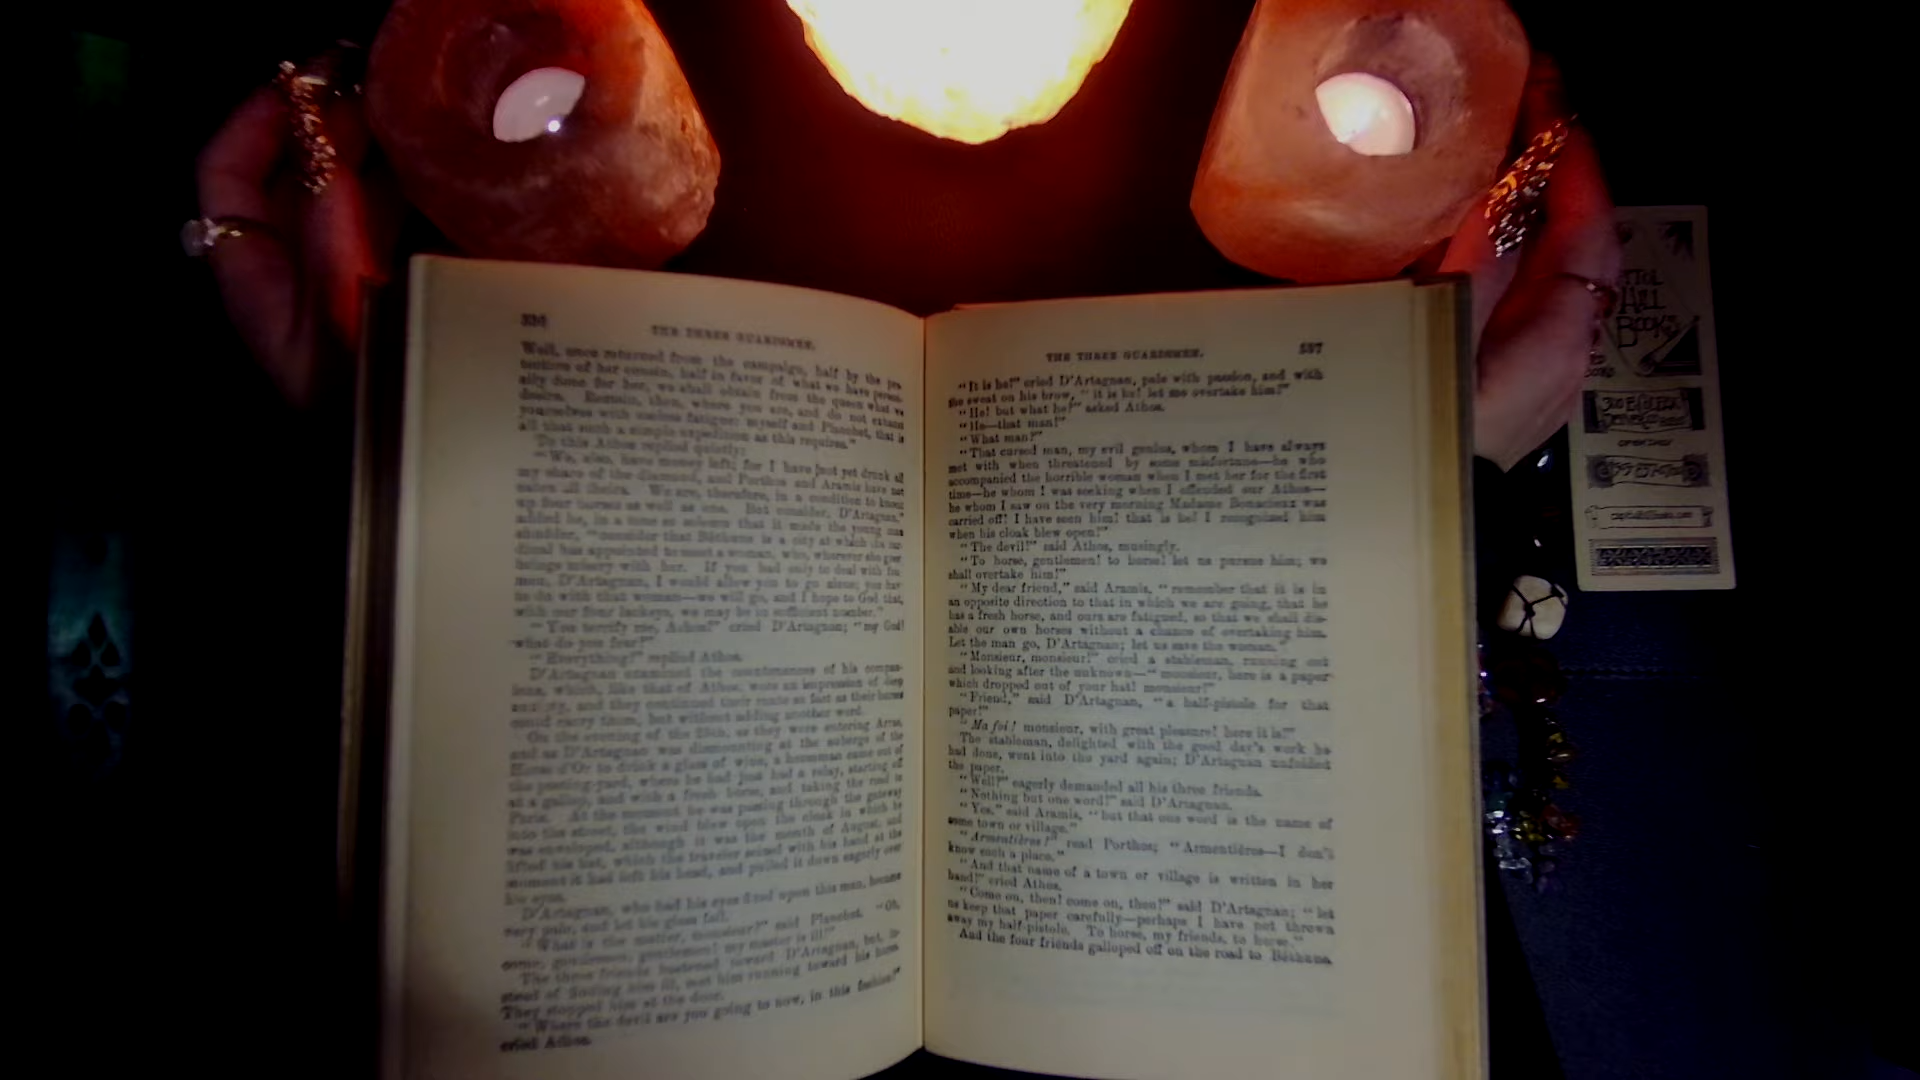 THE THREE GUARDSMEN.
Well, once returned from the campaign, half by the pro-
tection of her cousin, half in favor of what we have person-
ally done for her, we shall obtain from the queen what we
desire. Remain, then, where you are, and do not exhaust
yourselves with useless fatigue; myself and Planchet, that is
all that such a simple expedition as this requires."
To this Athos replied quietly:
"We, also, have money left; for I have not yet drunk all
my share of the diamond, and Porthos and Aramis have not
eaten all theirs. We are, therefore, in a condition to
up four horses as well as one. But consider, D'Artagnan,"
added he, in a tone so solemn that it made the young man
shudder, "consider that Béthune is a city at which the car-
dinal has appointed to meet a woman, who, wherever she goes
brings misery with her. If you had only to deal with four
men, D'Artagnan, I would allow you to go alone; you have
to do with that woman—we will go, and I hope to God that,
with our four lackeys, we may be in sufficient number."
"You terrify me, Athos!" cried D'Artagnan; "my God!
what do you fear?"
"Everything!" replied Athos.
D'Artagnan examined the countenances of his compan-
ions, which, like that of Athos, wore an impression of deep
anxiety, and they continued their route as fast as their horses
could carry them, but without adding another word.
On the evening of the 25th, as they were entering Arras,
and as D'Artagnan was dismounting at the auberge of the
Herse d'Or to drink a glass of wine, a horseman came out of
the posting-yard, where he had just had a relay, starting off
at a gallop, and with a fresh horse, and taking the road to
Paris. At the moment he was passing through the gateway
into the street, the wind blew open the cloak in which he
was enveloped, although it was the month of August, and
lifted his hat, which the traveler seized with his hand at the
moment it had left his head, and pulled it down eagerly over
his eyes.
D'Artagnan, who had his eyes fixed upon this man, became
very pale, and let his glass fall.
"What is the matter, monsieur?" said Planchet. "Oh,
come, gentlemen, gentlemen! my master is ill!"
The three friends hastened toward D'Artagnan, but, in-
stead of finding him ill, met him running toward his horse.
They stopped him at the door.
"Where the devil are you going to now, in this fashion?"
cried Athos.
THE THREE GUARDSMEN. 537
"It is he!" cried D'Artagnan, pale with passion, and with
the sweat on his brow, "it is he! let me overtake him!"
"He! but what he?" asked Athos.
"He—that man!"
"What man?"
"That cursed man, my evil genius, whom I have always
met with when threatened by some misfortune—he who
accompanied the horrible woman when I met her for the first
time—he whom I was seeking when I offended our Athos—
he whom I saw on the very morning Madame Bonacieux was
carried off! I have seen him! that is he! I recognized him
when his cloak blew open!"
"The devil!" said Athos, musingly.
"To horse, gentlemen! to horse! let us pursue him; we
shall overtake him!"
"My dear friend," said Aramis, "remember that it is in
an opposite direction to that in which we are going, that he
has a fresh horse, and ours are fatigued, so that we shall dis-
able our own horses without a chance of overtaking him.
Let the man go, D'Artagnan; let us save the woman."
"Monsieur, monsieur!" cried a stableman, running out
and looking after the unknown—"monsieur, here is a paper
which dropped out of your hat! monsieur!"
"Friend," said D'Artagnan, "a half-pistole for that
paper!"
"Ma foi! monsieur, with great pleasure! here it is!"
The stableman, delighted with the good day's work he
had done, went into the yard again; D'Artagnan unfolded
the paper.
"Well?" eagerly demanded all his three friends.
"Nothing but one word!" said D'Artagnan.
"Yes," said Aramis, "but that one word is the name of
some town or village."
"Armentières!" read Porthos; "Armentières—I don't
know such a place."
"And that name of a town or village is written in her
hand!" cried Athos.
"Come on, then! come on, then!" said D'Artagnan; "let
us keep that paper carefully—perhaps I have not thrown
away my half-pistole. To horse, my friends, to horse!"
And the four friends galloped off on the road to Béthune.
HILL
BOOKS